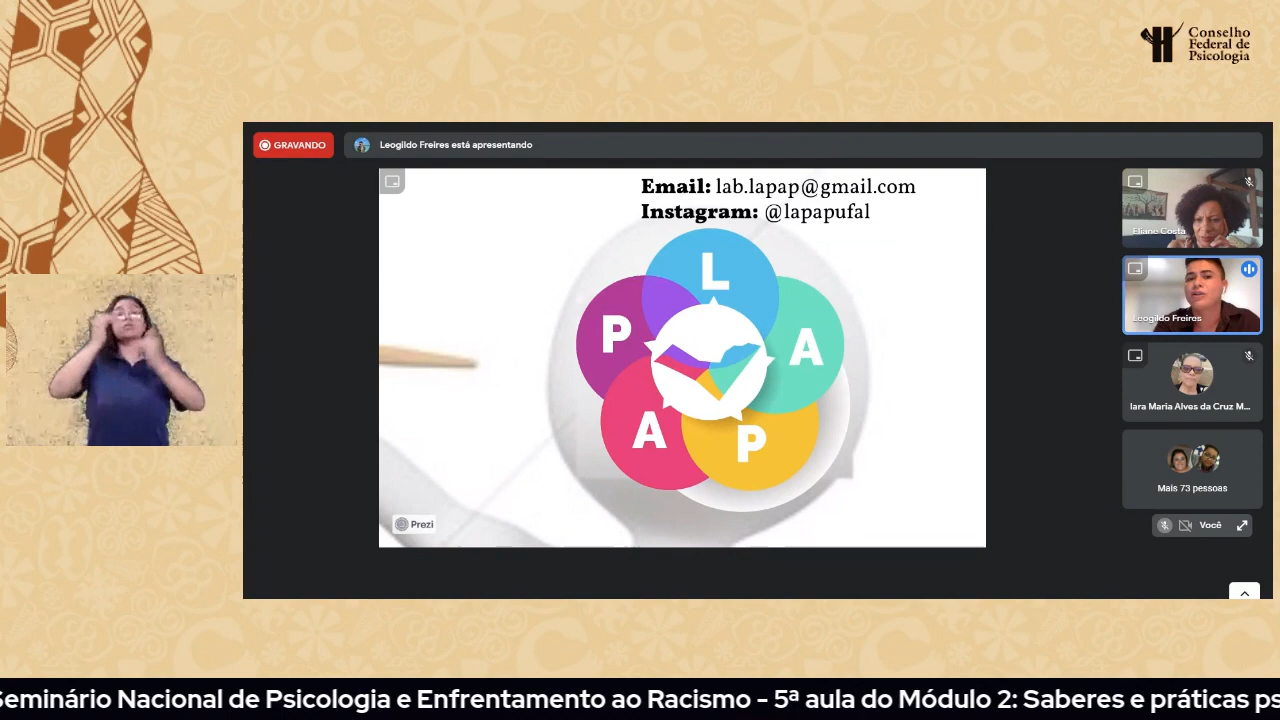 Conselho
Federal de
Psicologia
GRAVANDO
Leogildo Freires está apresentando
Email: lab.lapap@gmail.com
Instagram: @lapapufal
L
A
P
A
P
Prezi
Eliane Costa
Leogildo Freires
Iara Maria Alves da Cruz M...
Mais 73 pessoas
Você
Seminário Nacional de Psicologia e Enfrentamento ao Racismo - 5ª aula do Módulo 2: Saberes e práticas ps